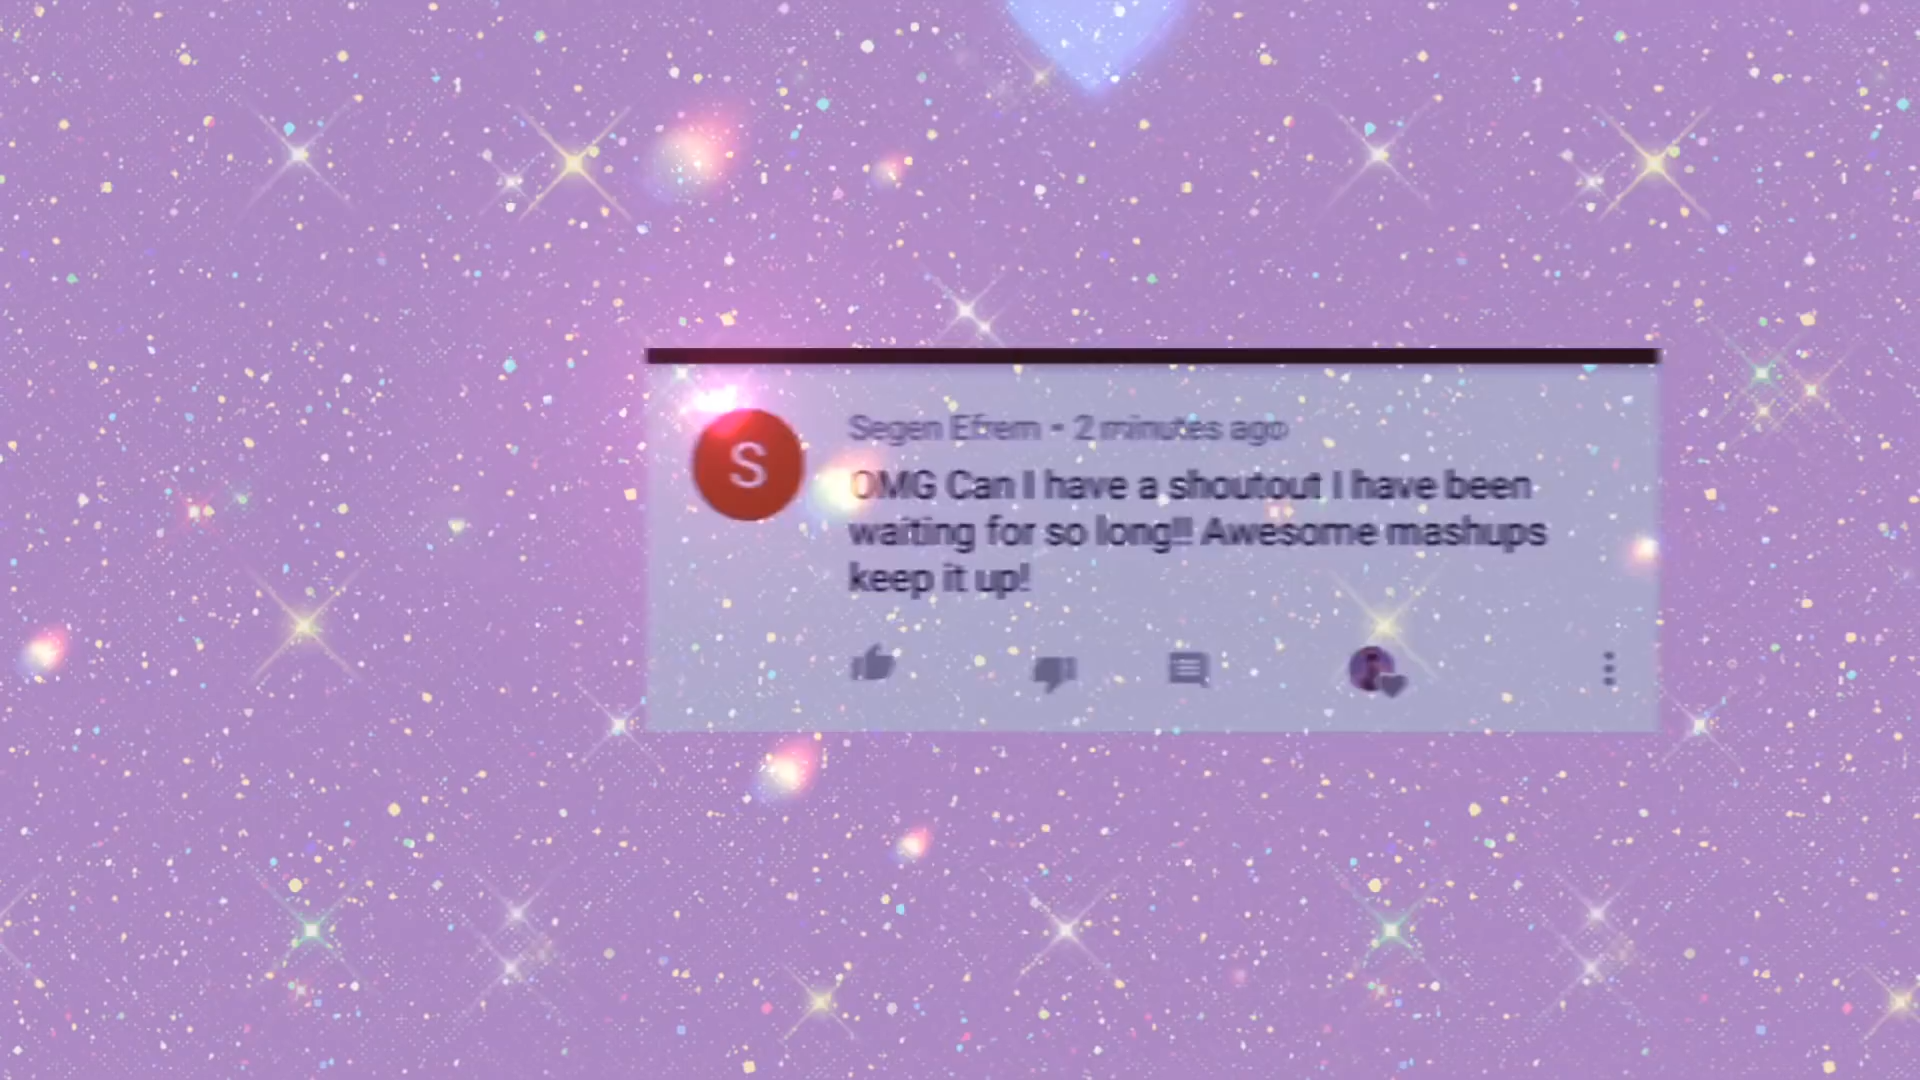 S
Segen Efrem • 2 minutes ago
OMG Can I have a shoutout I have been
waiting for so long!! Awesome mashups
keep it up!